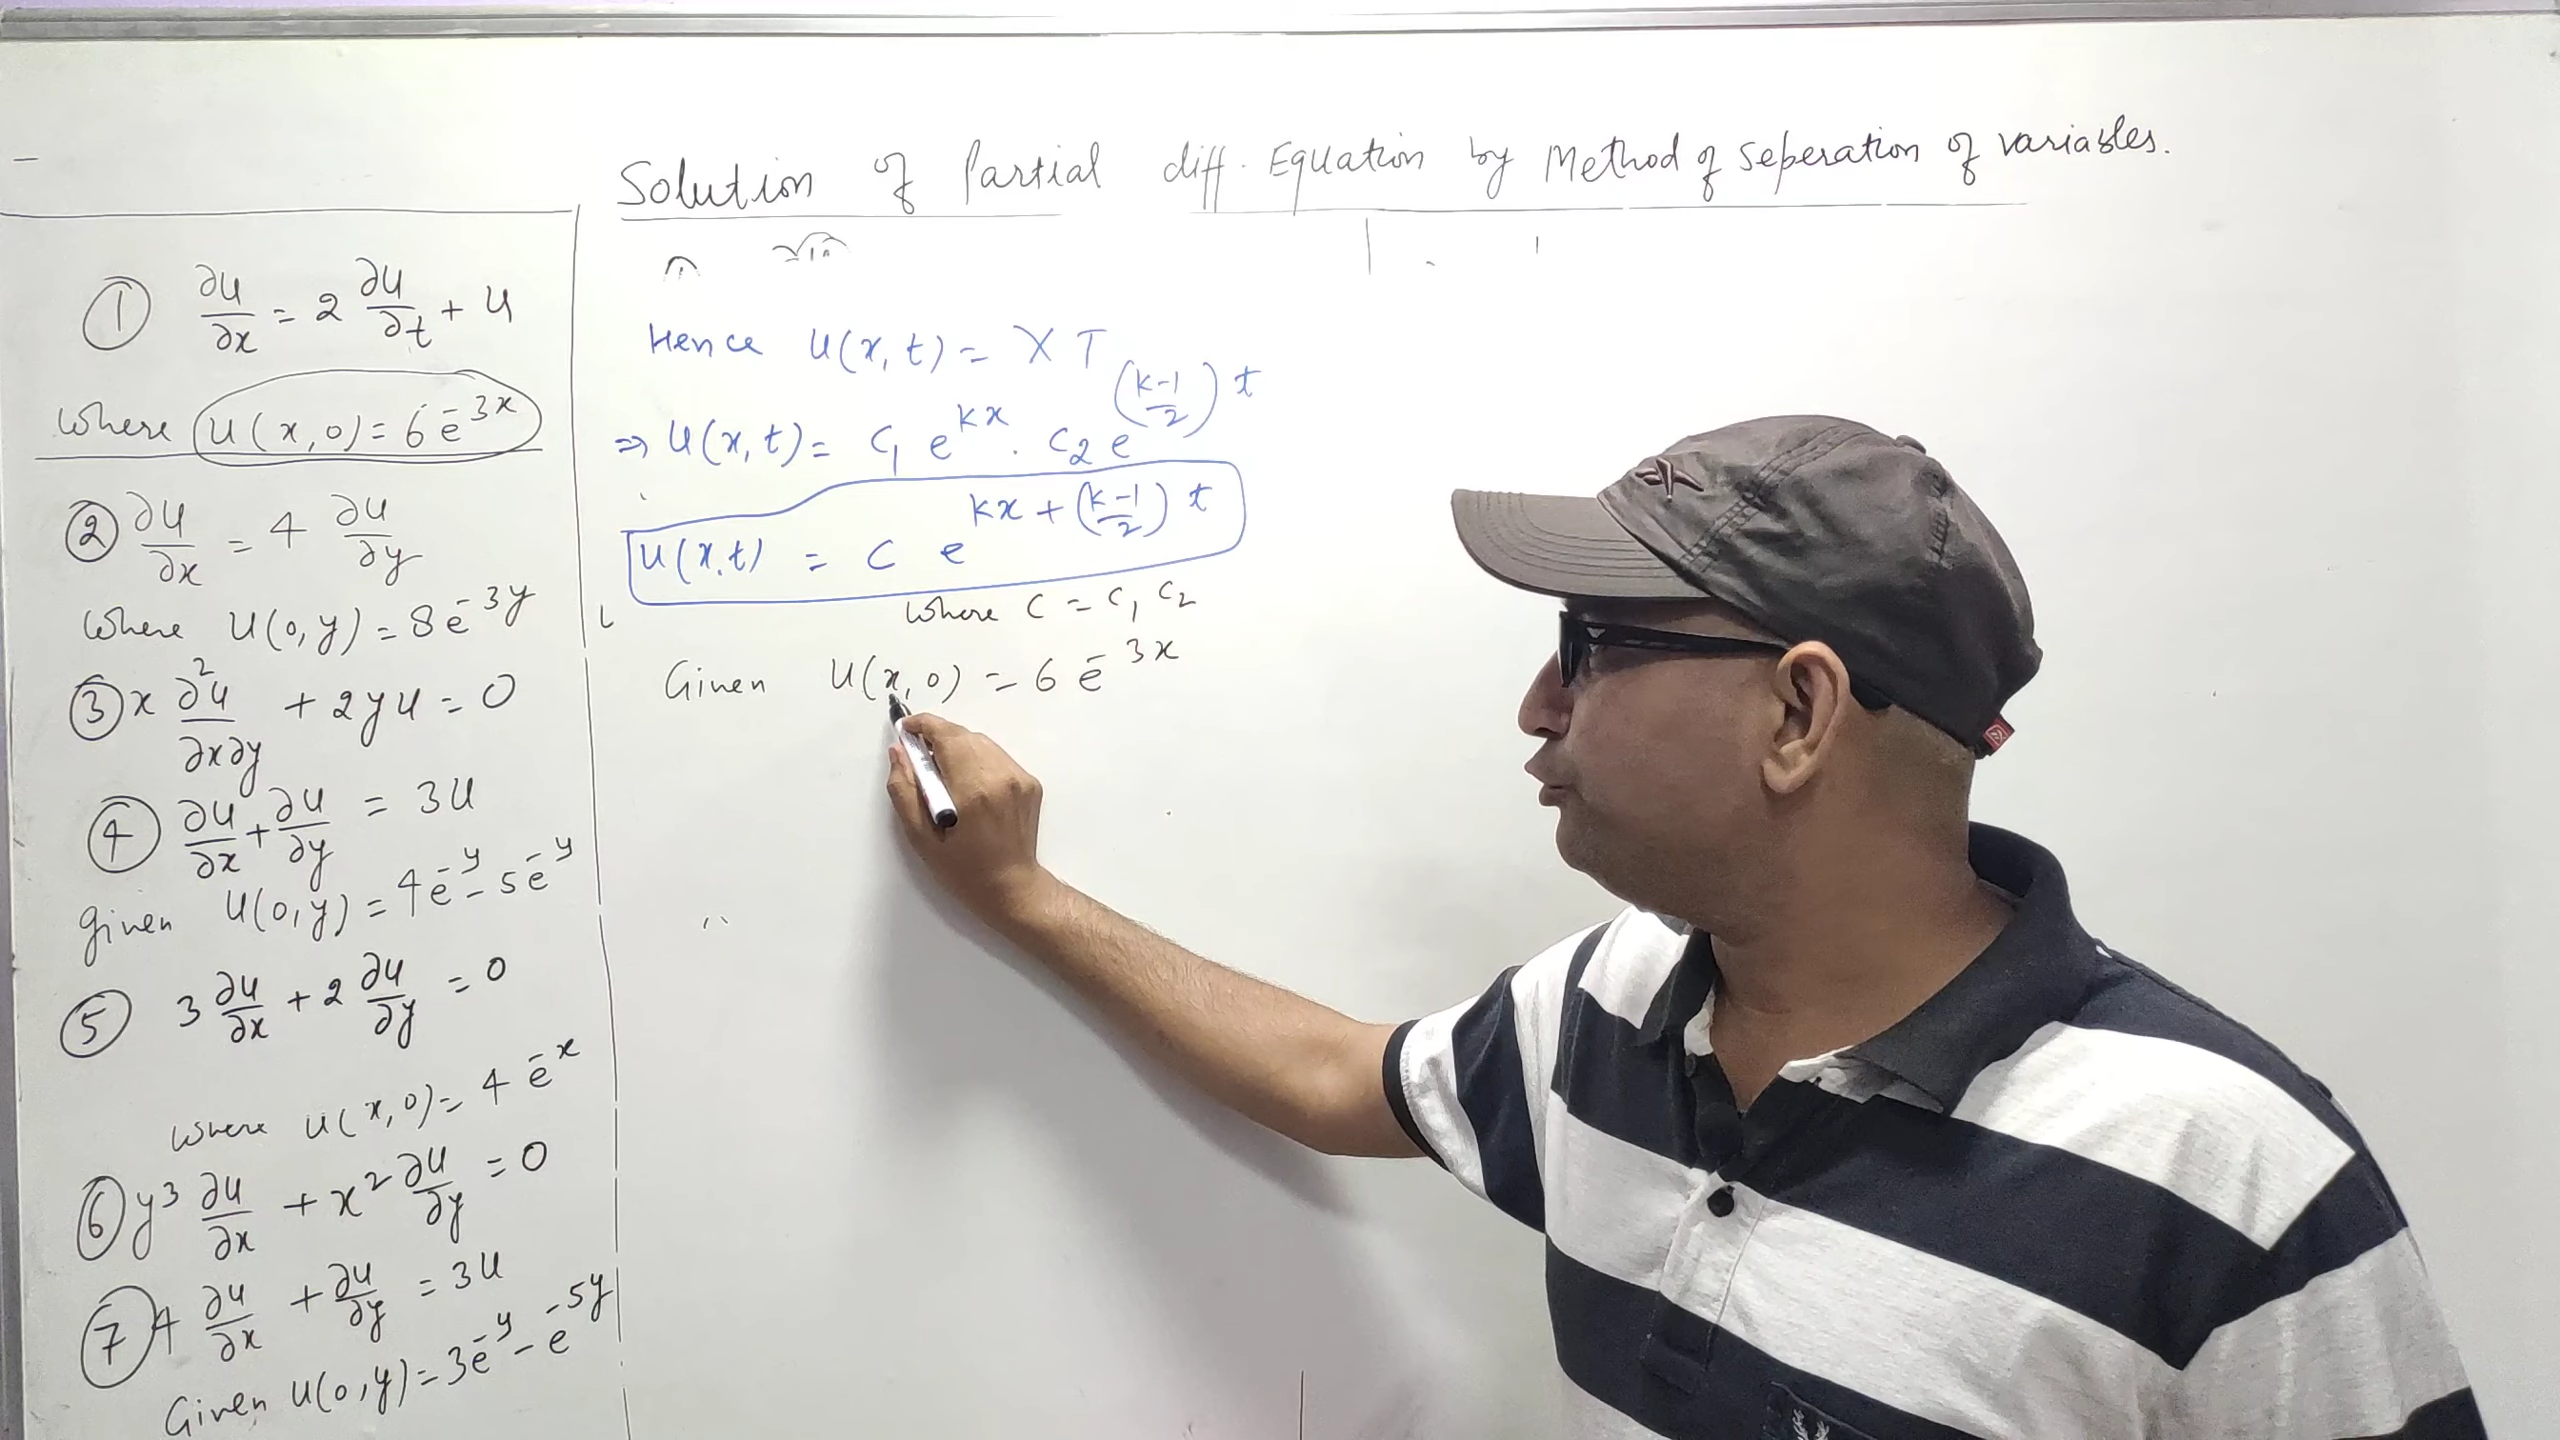 Solution of Partial diff. Equation by Method of Seperation of variables.
① ∂u/∂x = 2 ∂u/∂t + u
where u(x,0) = 6e^-3x
② ∂u/∂x = 4 ∂u/∂y
where u(0,y) = 8e^-3y
③ x ∂²u/∂x∂y + 2yu = 0
④ ∂u/∂x + ∂u/∂y = 3u
given u(0,y) = 4e^-y - 5e^-y
⑤ 3 ∂u/∂x + 2 ∂u/∂y = 0
where u(x,0) = 4 e^-x
⑥ y³ ∂u/∂x + x² ∂u/∂y = 0
⑦ 4 ∂u/∂x + ∂u/∂y = 3u
Given u(0,y) = 3e^-y - e^-5y
Hence u(x,t) = X T
⇒ u(x,t) = c₁ e^kx . c₂ e^(k-1/2)t
u(x,t) = c e^kx+(k-1/2)t
where c = c₁ c₂
Given u(x,0) = 6 e^-3x